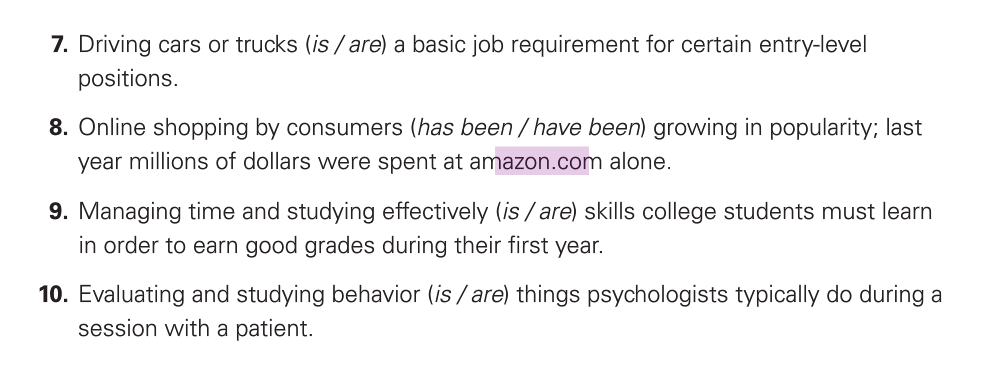 7. Driving cars or trucks (is / are) a basic job requirement for certain entry-level
positions.
8. Online shopping by consumers (has been / have been) growing in popularity; last
year millions of dollars were spent at amazon.com alone.
9. Managing time and studying effectively (is / are) skills college students must learn
in order to earn good grades during their first year.
10. Evaluating and studying behavior (is / are) things psychologists typically do during a
session with a patient.